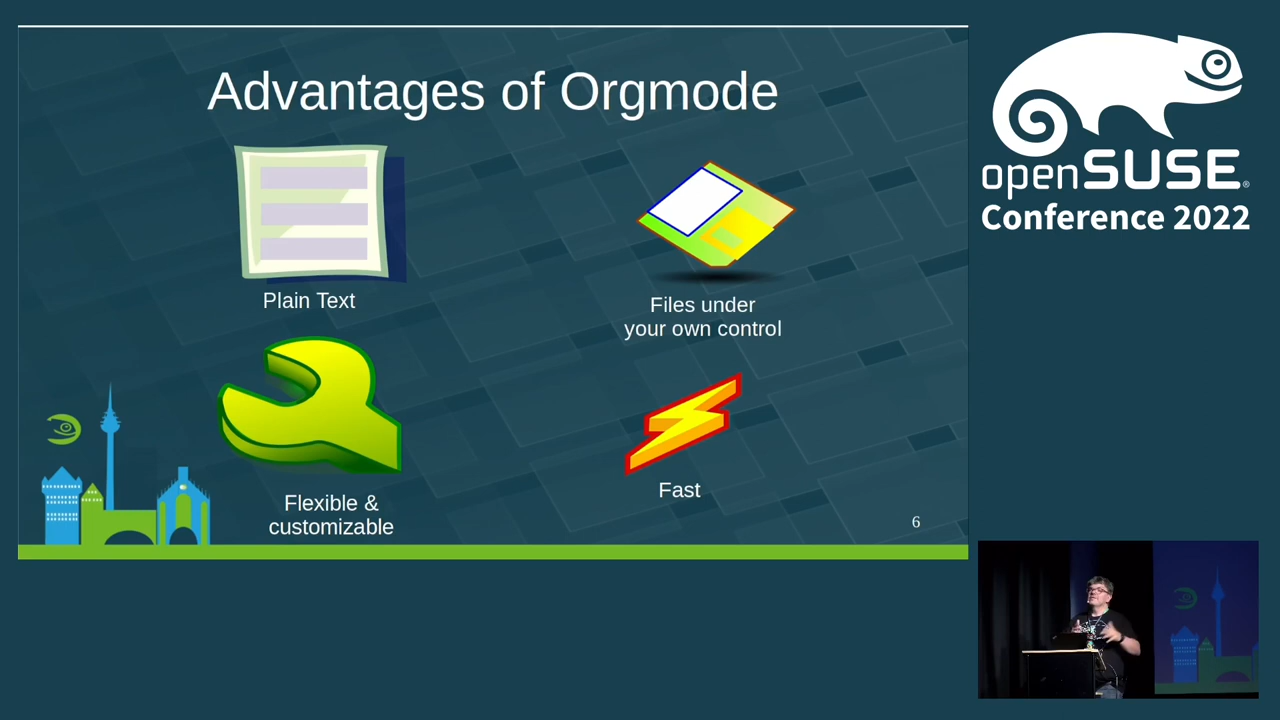 Advantages of Orgmode
Plain Text
Files under
your own control
Flexible &
customizable
Fast
6
openSUSE®
Conference 2022